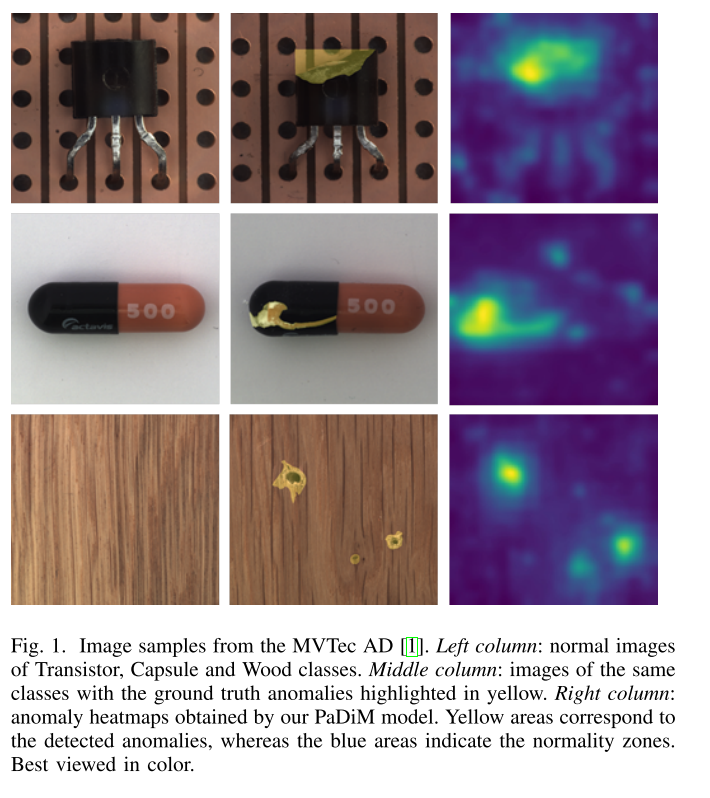 500
actavis
500
Fig. 1. Image samples from the MVTec AD [1]. Left column: normal images
of Transistor, Capsule and Wood classes. Middle column: images of the same
classes with the ground truth anomalies highlighted in yellow. Right column:
anomaly heatmaps obtained by our PaDiM model. Yellow areas correspond to
the detected anomalies, whereas the blue areas indicate the normality zones.
Best viewed in color.